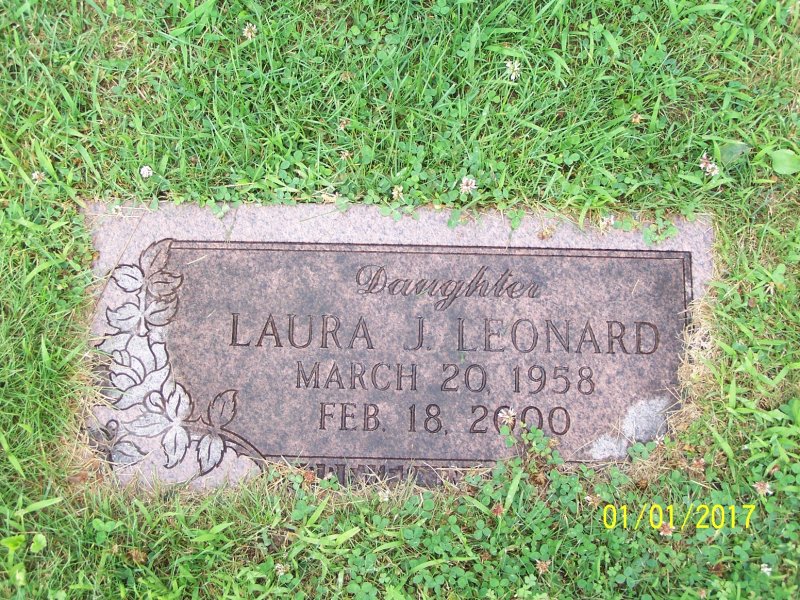 Daughter
LAURA J. LEONARD
MARCH 20, 1958
FEB. 18, 2000
01/01/2017